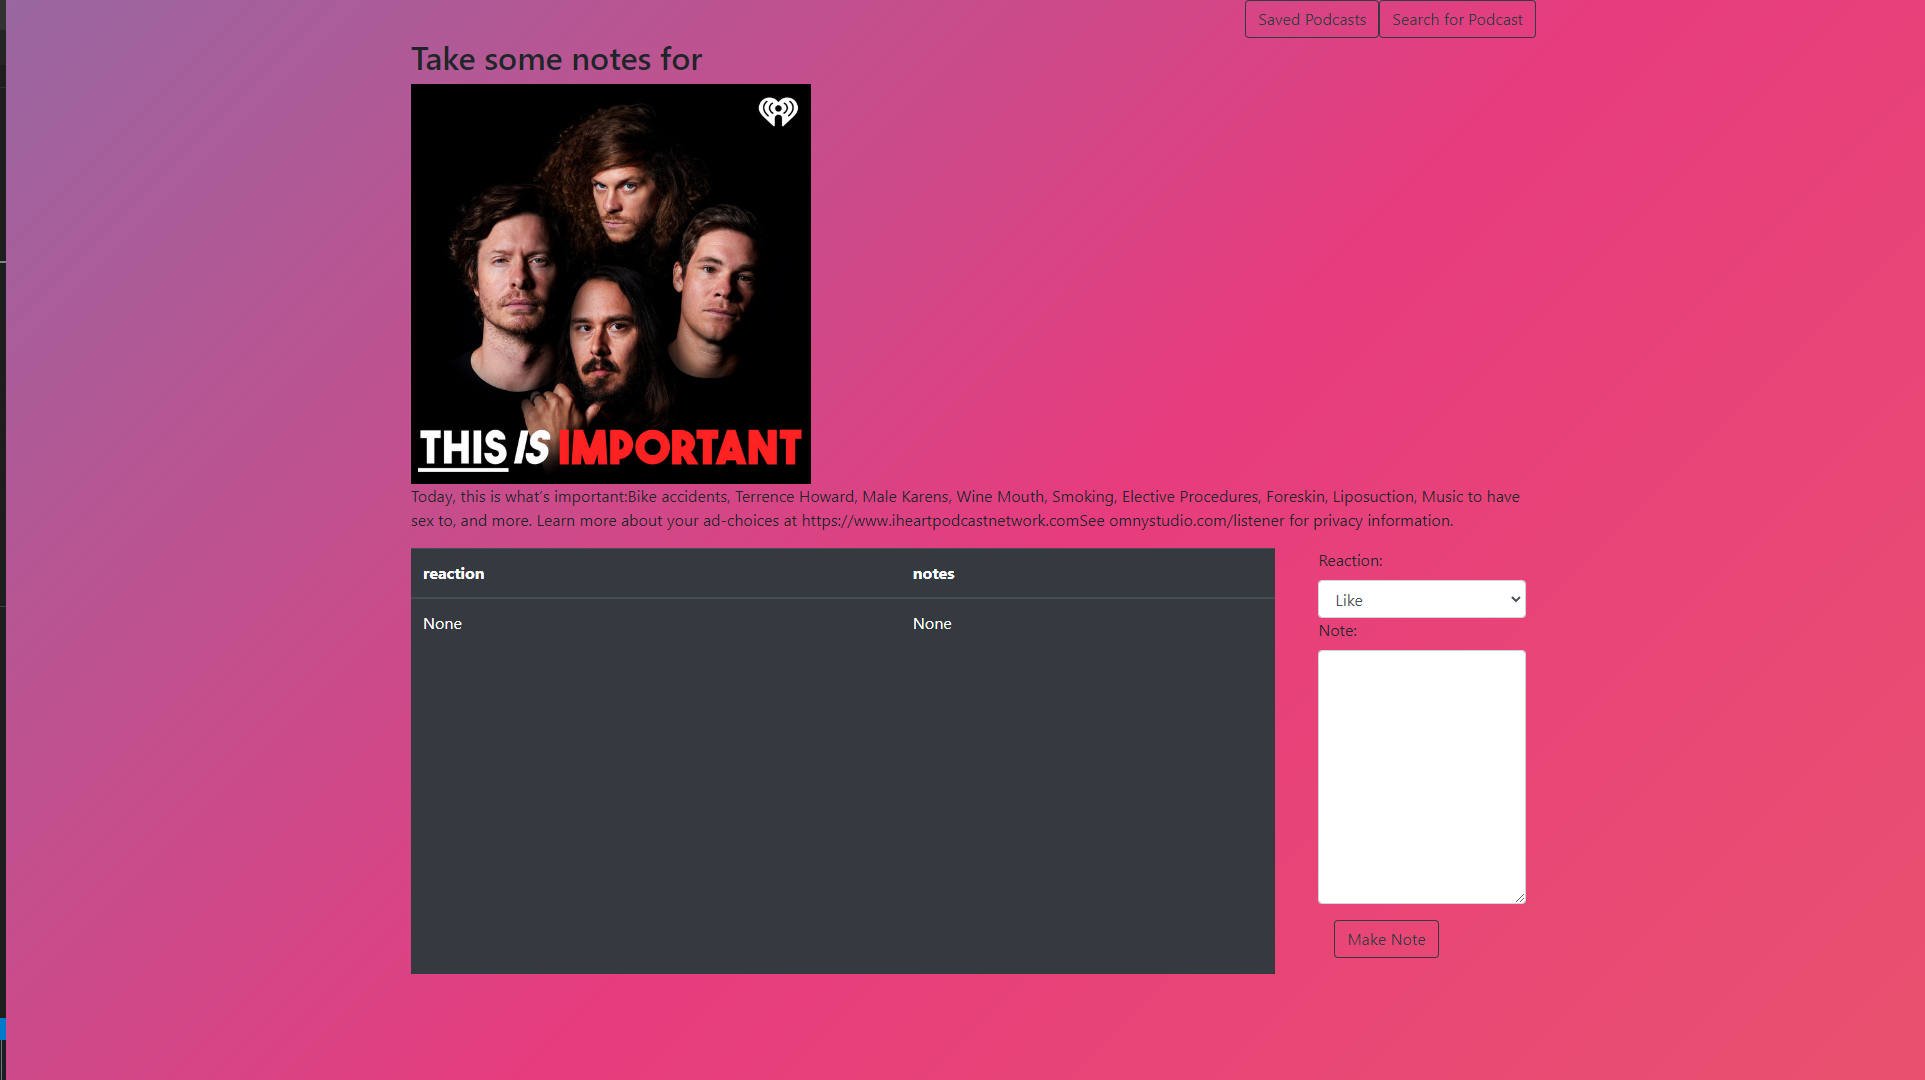 Saved Podcasts
Search for Podcast
Take some notes for
THIS IS IMPORTANT
Today, this is what's important:Bike accidents, Terrence Howard, Male Karens, Wine Mouth, Smoking, Elective Procedures, Foreskin, Liposuction, Music to have
sex to, and more. Learn more about your ad-choices at https://www.iheartpodcastnetwork.comSee omnystudio.com/listener for privacy information.
reaction notes
None None
Reaction:
Like
Note:
Make Note